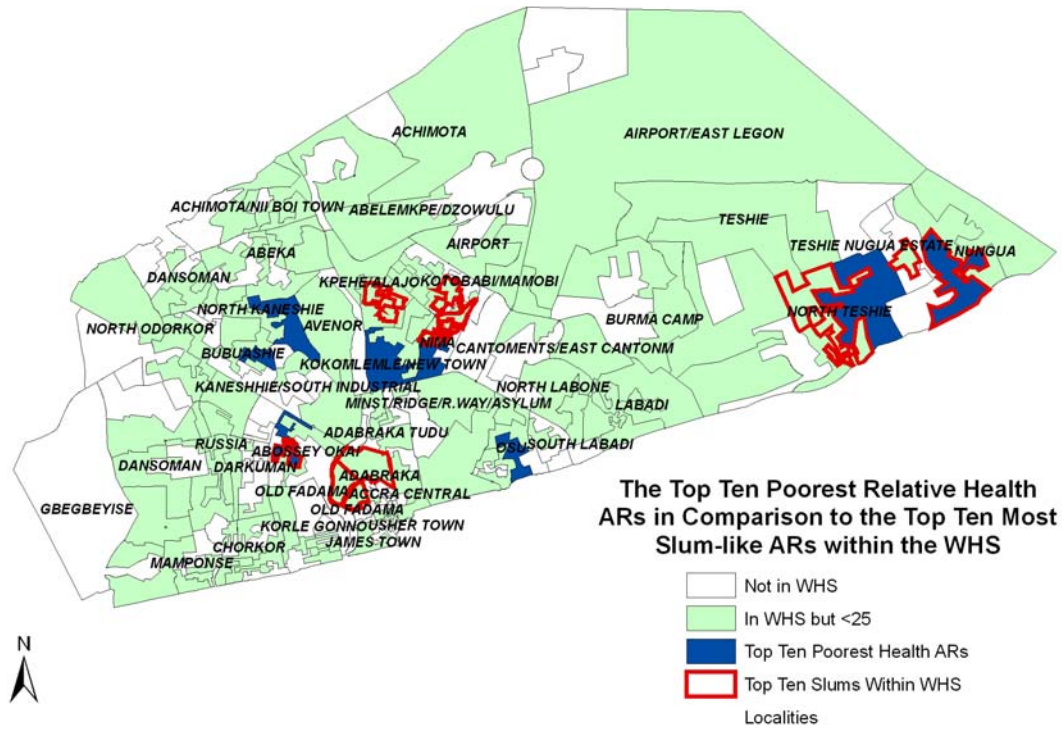 ACHIMOTA
AIRPORT/EAST LEGON
ACHIMOTA/NII BOI TOWN
ABELEMKPE/DZOWULU
TESHIE
AIRPORT
TESHIE NUGUA ESTATE
NUNGUA
ABEKA
DANSOMAN
KPEHE/ALAJO
KOTOBABI/MAMOBI
NORTH KANESHIE
NORTH TESHIE
NORTH ODORKOR
AVENOR
BURMA CAMP
BUBUASHIE
NIMA
CANTOMENTS/EAST CANTONM
KOKOMLEMLE/NEW TOWN
KANESHHIE/SOUTH INDUSTRIAL
NORTH LABONE
MINST/RIDGE/R.WAY/ASYLUM
LABADI
ADABRAKA TUDU
RUSSIA
ABOSSEY OKAI
OSU
SOUTH LABADI
DANSOMAN
DARKUMAN
ADABRAKA
OLD FADAMA
ACCRA CENTRAL
GBEGBEYISE
OLD FADAMA
KORLE GONNO
USHER TOWN
JAMES TOWN
CHORKOR
MAMPONSE
The Top Ten Poorest Relative Health
ARs in Comparison to the Top Ten Most
Slum-like ARs within the WHS
Not in WHS
In WHS but <25
Top Ten Poorest Health ARs
Top Ten Slums Within WHS
Localities
N